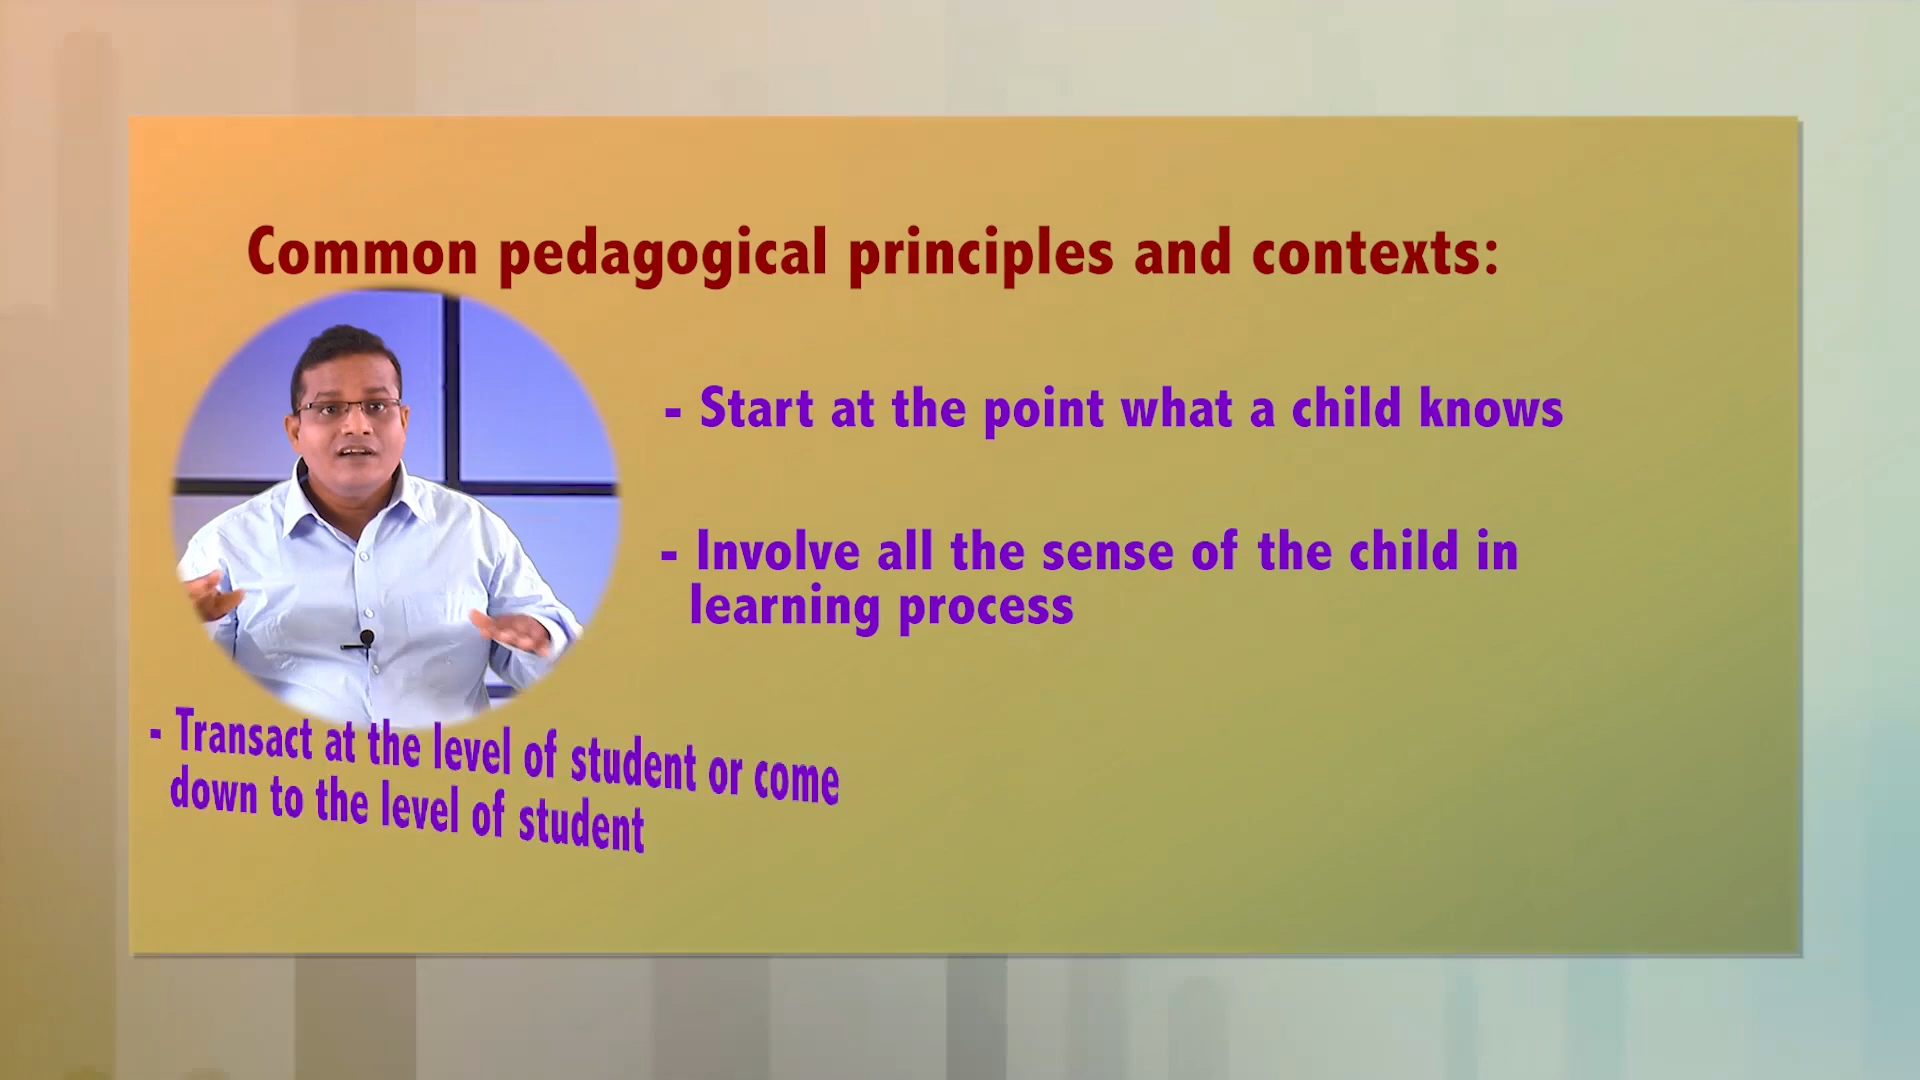 Common pedagogical principles and contexts:
- Start at the point what a child knows
- Involve all the sense of the child in
learning process
- Transact at the level of student or come
down to the level of student